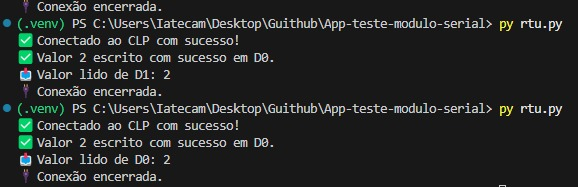 Conexão encerrada.
(.venv) PS C:\Users\Iatecam\Desktop\Guithub\App-teste-modulo-serial> py rtu.py
Conectado ao CLP com sucesso!
Valor 2 escrito com sucesso em D0.
Valor lido de D1: 2
Conexão encerrada.
(.venv) PS C:\Users\Iatecam\Desktop\Guithub\App-teste-modulo-serial> py rtu.py
Conectado ao CLP com sucesso!
Valor 2 escrito com sucesso em D0.
Valor lido de D0: 2
Conexão encerrada.